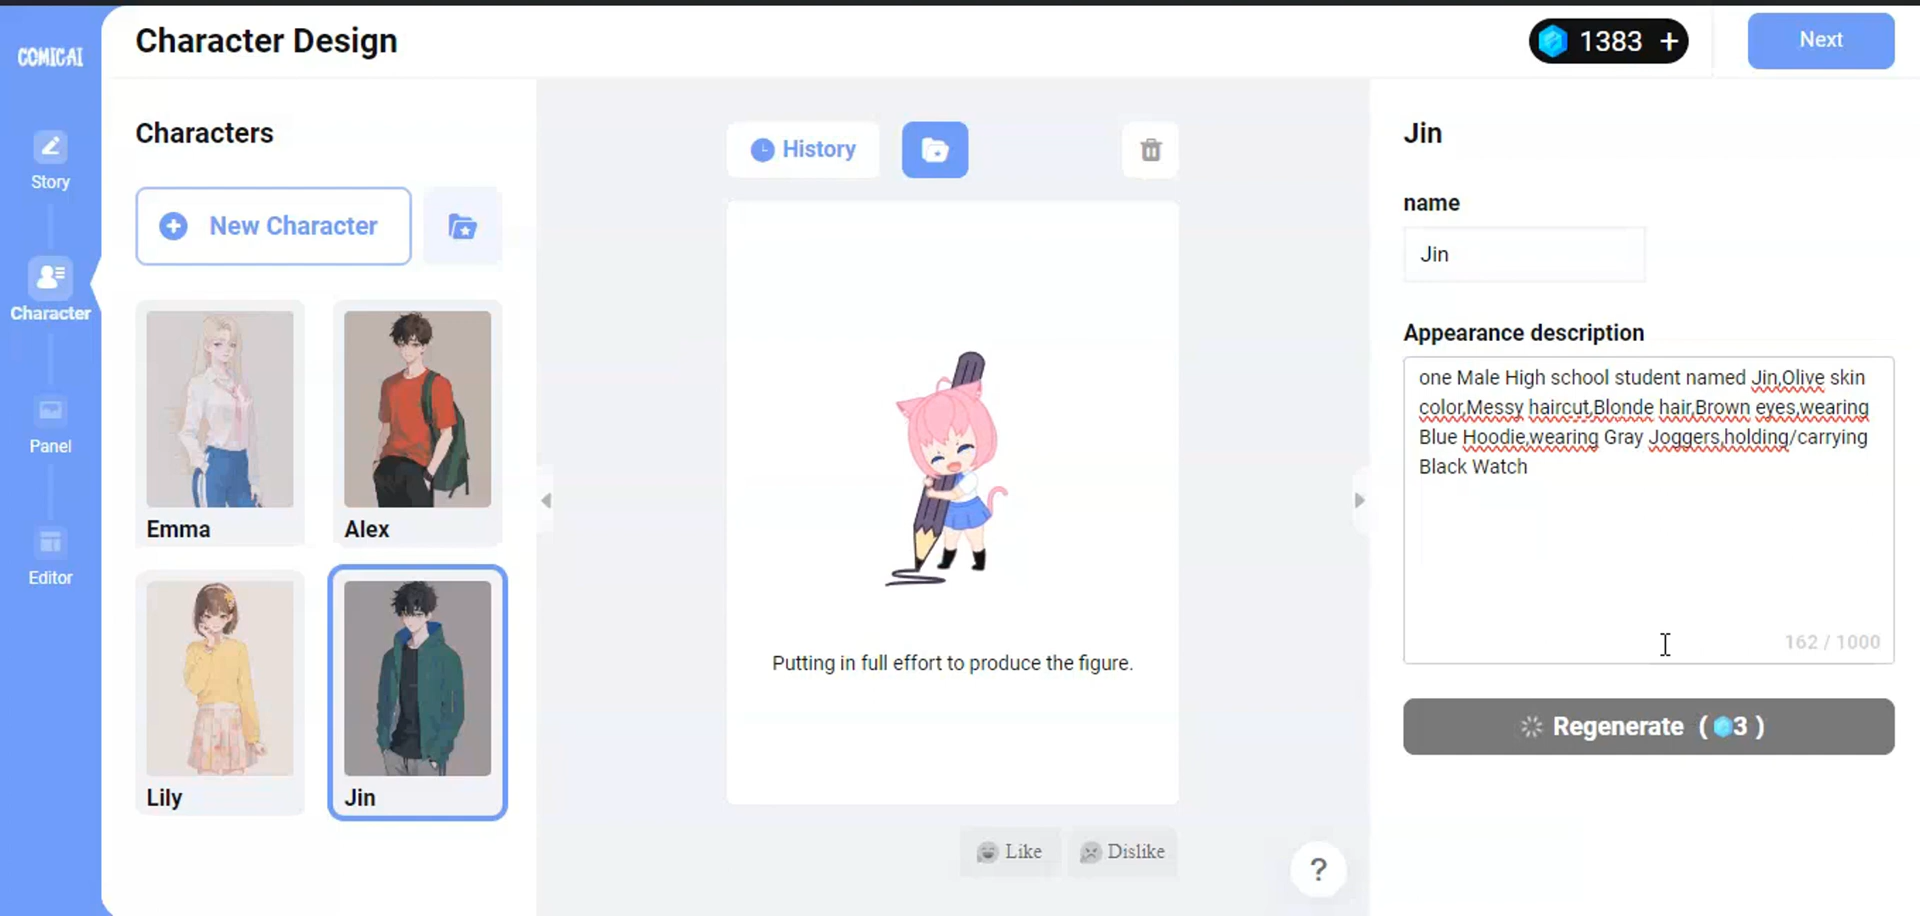 COMICAI
Story
Character
Panel
Editor
Character Design
1383 +
Next
Characters
New Character
Emma
Alex
Lily
Jin
History
Putting in full effort to produce the figure.
Like
Dislike
?
Jin
name
Jin
Appearance description
one Male High school student named Jin,Olive skin
color,Messy haircut,Blonde hair,Brown eyes,wearing
Blue Hoodie,wearing Gray Joggers,holding/carrying
Black Watch
162 / 1000
Regenerate ( 3 )